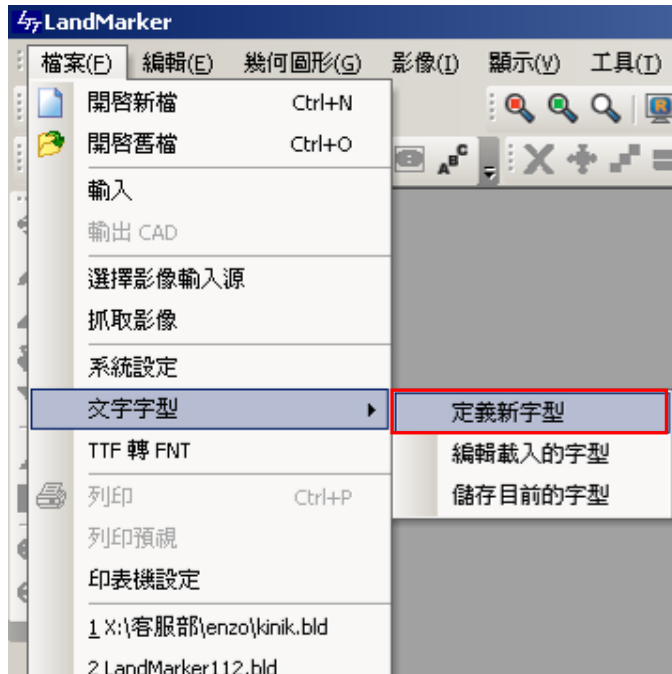 LandMarker
檔案(F) 編輯(E) 幾何圖形(G) 影像(I) 顯示(V) 工具(T)
開啓新檔 Ctrl+N
開啓舊檔 Ctrl+O
輸入
輸出 CAD
選擇影像輸入源
抓取影像
系統設定
文字字型
定義新字型
編輯載入的字型
儲存目前的字型
TTF 轉 FNT
列印 Ctrl+P
列印預視
印表機設定
1 X:\客服部\enzo\kinik.bld
2 LandMarker112.bld